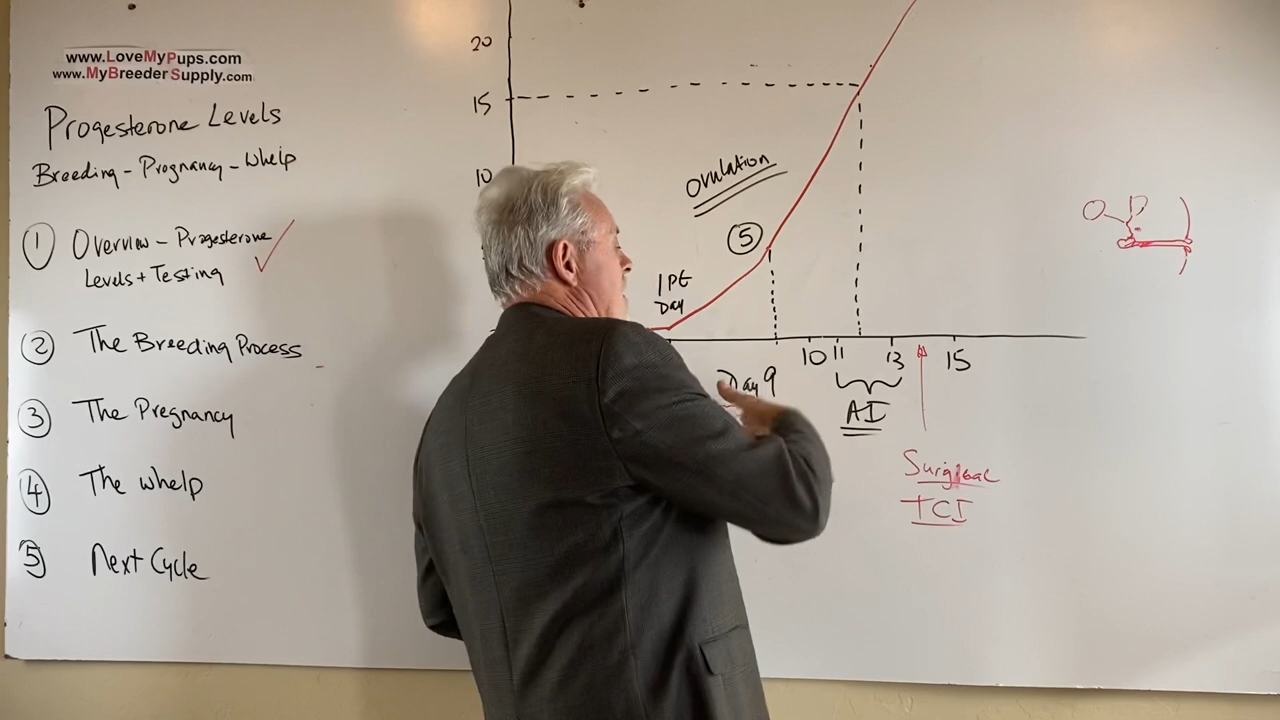 www.LoveMyPups.com
www.MyBreederSupply.com
Progesterone Levels
Breeding - Prognancy - Whelp
① Overview - Progesterone
Levels + Testing
② The Breeding Process
③ The Pregnancy
④ The whelp
⑤ Next Cycle
20
15
10
Ovulation
⑤
Day
Day 9
10
11
13
15
AI
Surgical
TCI